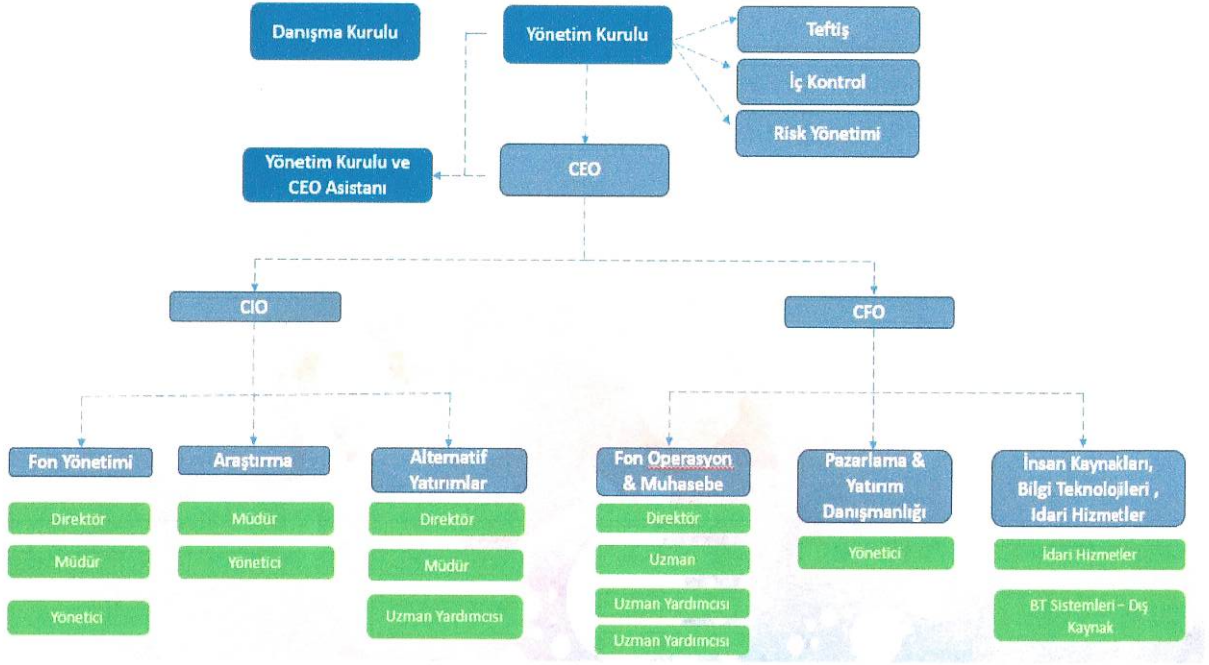 Danışma Kurulu
Yönetim Kurulu
Teftiş
İç Kontrol
Risk Yönetimi
Yönetim Kurulu ve
CEO Asistanı
CEO
CIO
CFO
Fon Yönetimi
Direktör
Müdür
Yönetici
Araştırma
Müdür
Yönetici
Alternatif
Yatırımlar
Direktör
Müdür
Uzman Yardımcısı
Fon Operasyon
& Muhasebe
Direktör
Uzman
Uzman Yardımcısı
Uzman Yardımcısı
Pazarlama &
Yatırım
Danışmanlığı
Yönetici
İnsan Kaynakları,
Bilgi Teknolojileri ,
Idari Hizmetler
İdari Hizmetler
BT Sistemleri – Dış
Kaynak